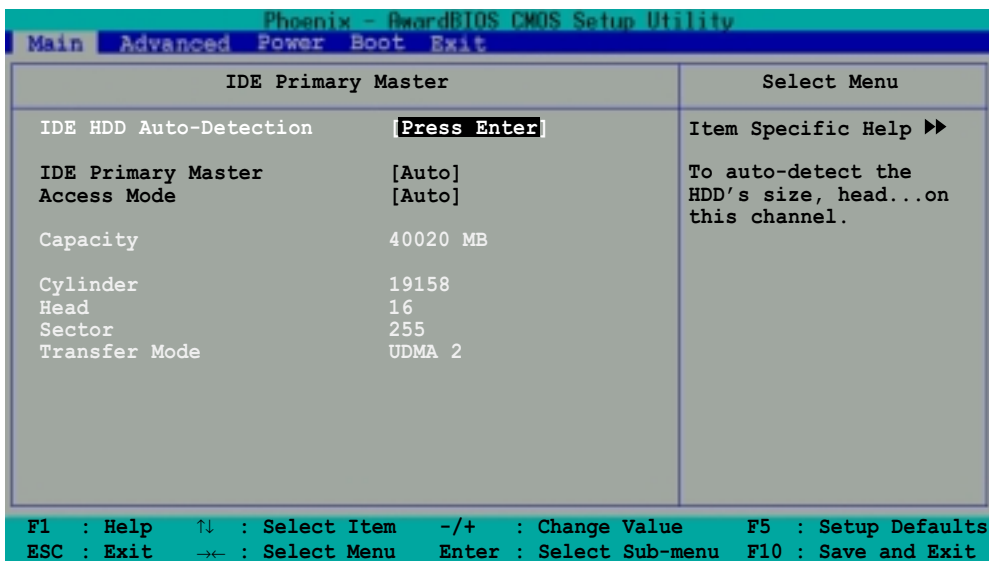 Phoenix - AwardBIOS CMOS Setup Utility
Main Advanced Power Boot Exit
IDE Primary Master
Select Menu
IDE HDD Auto-Detection [Press Enter]
Item Specific Help ▶▶
IDE Primary Master [Auto]
To auto-detect the
Access Mode [Auto]
HDD's size, head...on
this channel.
Capacity 40020 MB
Cylinder 19158
Head 16
Sector 255
Transfer Mode UDMA 2
F1 : Help ↑↓ : Select Item -/+ : Change Value F5 : Setup Defaults
ESC : Exit →← : Select Menu Enter : Select Sub-menu F10 : Save and Exit